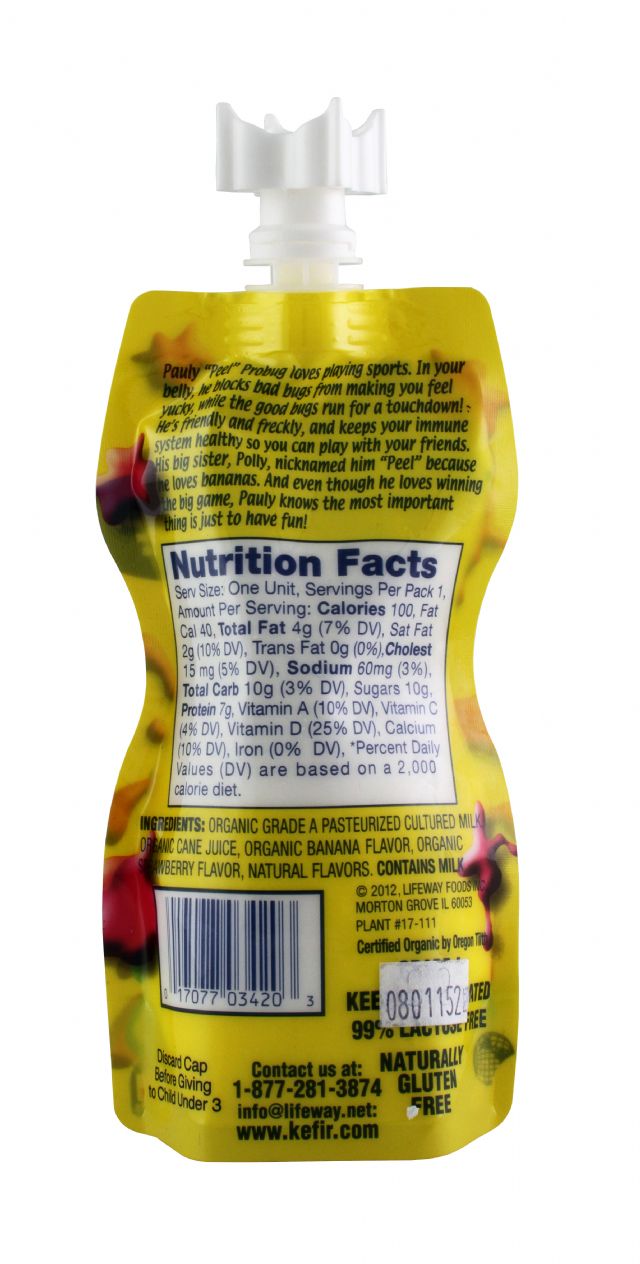 Pauly "Peel" Probug loves playing sports. In your
belly, he blocks bad bugs from making you feel
yucky, while the good bugs run for a touchdown!
He's friendly and freckly, and keeps your immune
system healthy so you can play with your friends.
His big sister, Polly, nicknamed him "Peel" because
he loves bananas. And even though he loves winning
the big game, Pauly knows the most important
thing is just to have fun!
Nutrition Facts
Serv Size: One Unit, Servings Per Pack 1,
Amount Per Serving: Calories 100, Fat
Cal 40, Total Fat 4g (7% DV), Sat Fat
2g (10% DV), Trans Fat 0g (0%), Cholest
15 mg (5% DV), Sodium 60mg (3%),
Total Carb 10g (3% DV), Sugars 10g,
Protein 7g, Vitamin A (10% DV), Vitamin C
(4% DV), Vitamin D (25% DV), Calcium
(10% DV), Iron (0% DV), *Percent Daily
Values (DV) are based on a 2,000
calorie diet.
INGREDIENTS: ORGANIC GRADE A PASTEURIZED CULTURED MILK,
ORGANIC CANE JUICE, ORGANIC BANANA FLAVOR, ORGANIC
STRAWBERRY FLAVOR, NATURAL FLAVORS. CONTAINS MILK.
© 2012, LIFEWAY FOODS INC.
MORTON GROVE IL 60053
PLANT #17-111
Certified Organic by Oregon Tilth
0 17077 03420 3
KEE ATED
0801152
99% LACTOSE FREE
Discard Cap
Before Giving
to Child Under 3
Contact us at:
1-877-281-3874
info@lifeway.net:
www.kefir.com
NATURALLY
GLUTEN
FREE